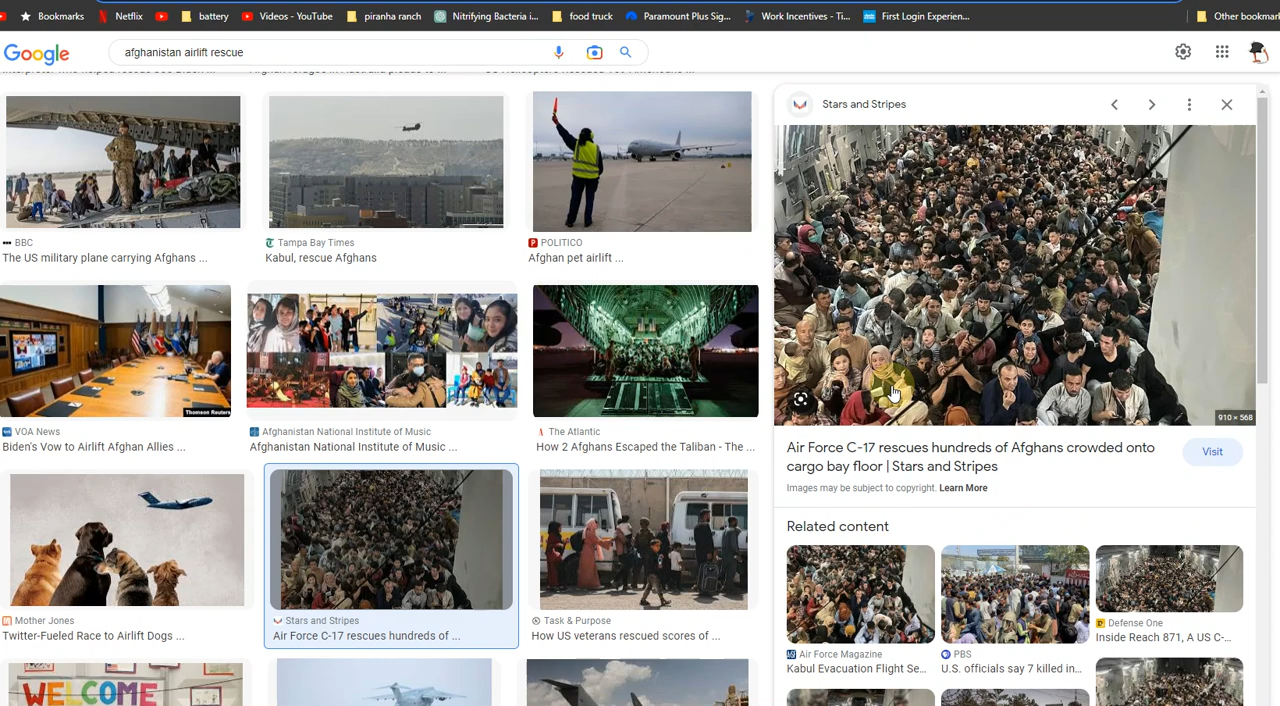 Bookmarks Netflix battery Videos - YouTube piranha ranch Nitrifying Bacteria i... food truck Paramount Plus Sig... Work Incentives - Ti... First Login Experien... Other bookmar
Google afghanistan airlift rescue
Stars and Stripes
BBC
The US military plane carrying Afghans ...
Tampa Bay Times
Kabul, rescue Afghans
POLITICO
Afghan pet airlift ...
Thomson Reuters
VOA News
Biden's Vow to Airlift Afghan Allies ...
Afghanistan National Institute of Music
Afghanistan National Institute of Music ...
The Atlantic
How 2 Afghans Escaped the Taliban - The ...
910 × 568
Air Force C-17 rescues hundreds of Afghans crowded onto
cargo bay floor | Stars and Stripes
Visit
Images may be subject to copyright. Learn More
Related content
Mother Jones
Twitter-Fueled Race to Airlift Dogs ...
Stars and Stripes
Air Force C-17 rescues hundreds of ...
Task & Purpose
How US veterans rescued scores of ...
Air Force Magazine
Kabul Evacuation Flight Se...
PBS
U.S. officials say 7 killed in...
Defense One
Inside Reach 871, A US C-...
WELCOME